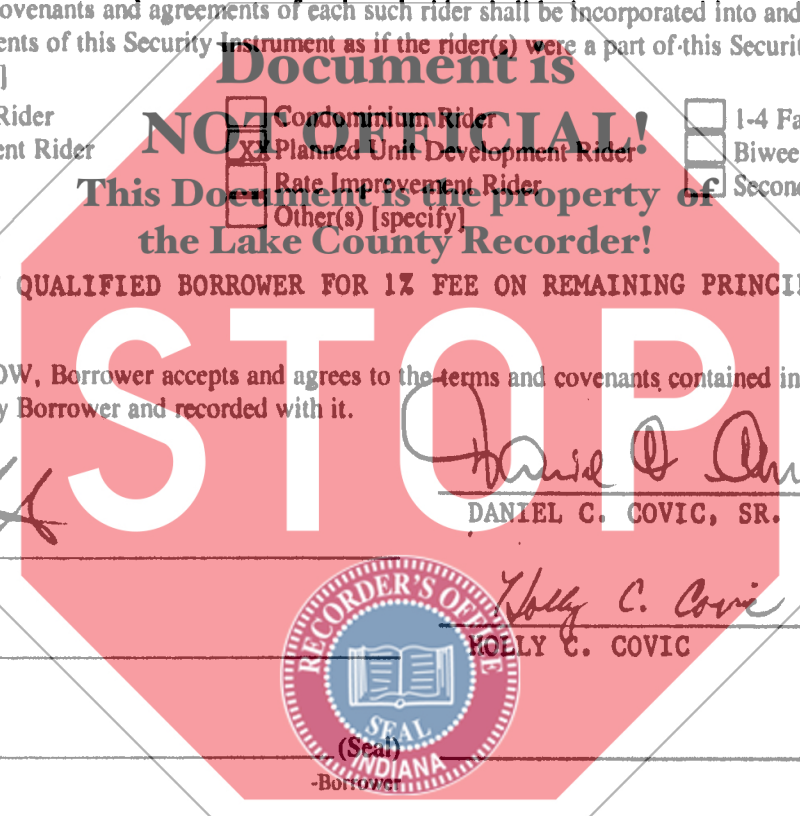 ovenants and agreements of each such rider shall be incorporated into and
ents of this Security Instrument as if the rider(s) were a part of this Securit
]
Document is
Rider Condominium Rider 1-4 Fa
NOT OFFICIAL!
ent Rider XX Planned Unit Development Rider Biwee
Rate Improvement Rider Secon
This Document is the property of
Other(s) [specify]
the Lake County Recorder!
QUALIFIED BORROWER FOR 1% FEE ON REMAINING PRINCI
STOP
OW, Borrower accepts and agrees to the terms and covenants contained in
y Borrower and recorded with it.
DANIEL C. COVIC, SR.
Holly C. Covic
HOLLY C. COVIC
RECORDER'S OFFICE
SEAL
INDIANA
(Seal)
-Borrower